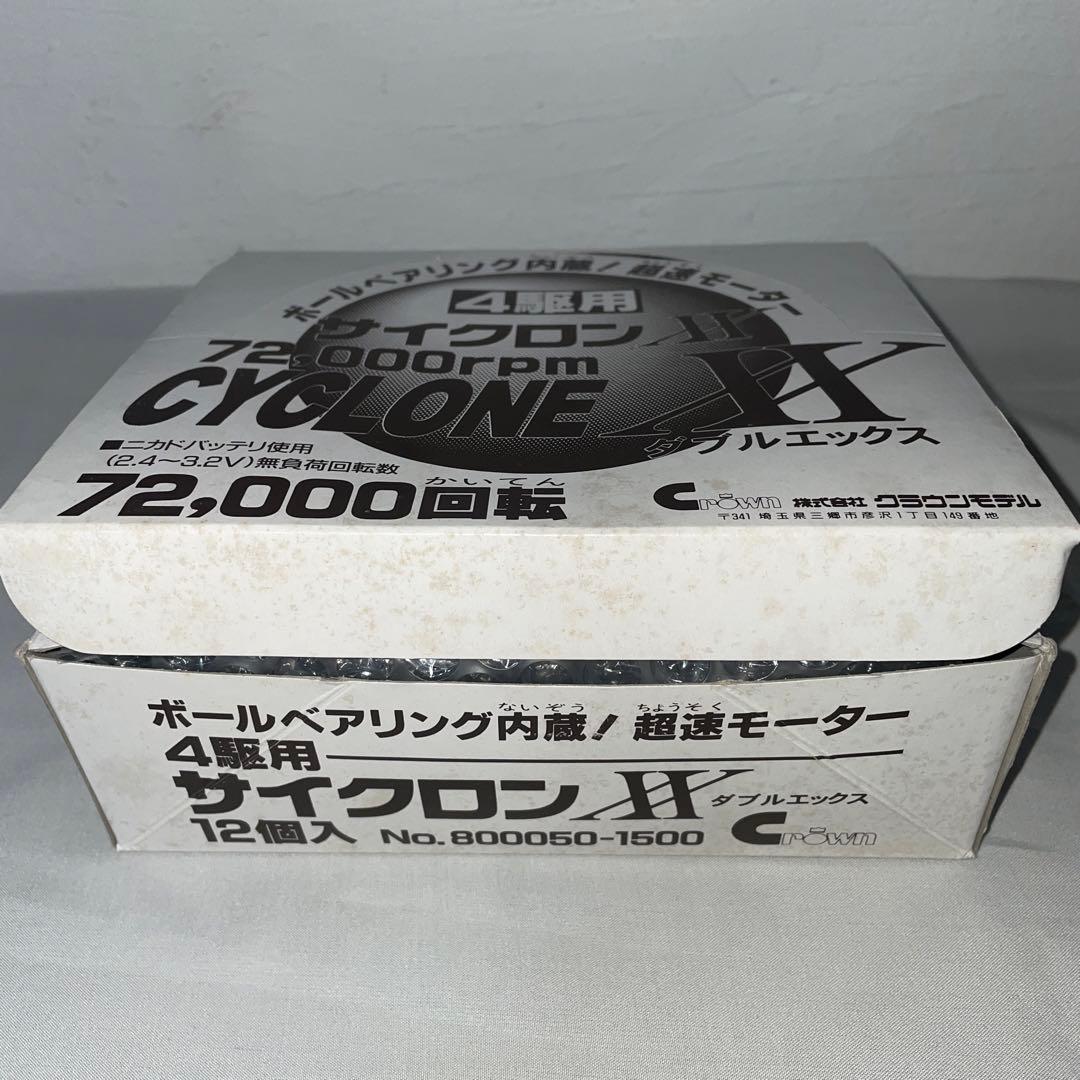 ボールベアリング内蔵! 超速モーター
4駆用
サイクロンXX
72,000rpm
CYCLONE XX
ダブルエックス
■ニカドバッテリ使用
(2.4～3.2V)無負荷回転数
かいてん
72,000回転
Crown 株式会社 クラウンモデル
〒341 埼玉県三郷市彦沢1丁目149番地
ないぞう ちょうそく
ボールベアリング内蔵! 超速モーター
4駆用
サイクロンXX ダブルエックス
12個入 No.800050-1500 Crown